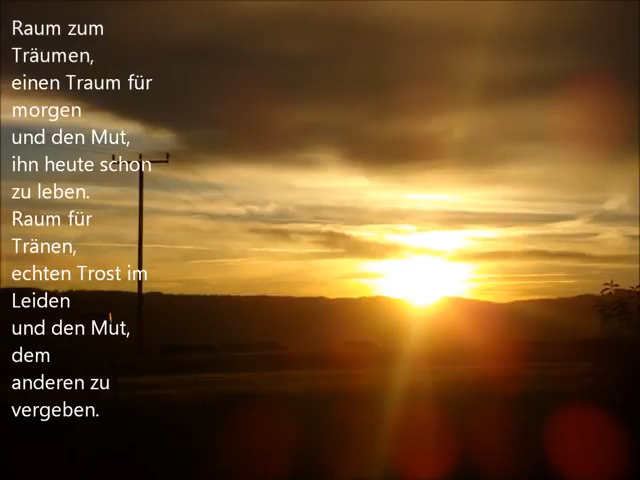 Raum zum
Träumen,
einen Traum für
morgen
und den Mut,
ihn heute schon
zu leben.
Raum für
Tränen,
echten Trost im
Leiden
und den Mut,
dem
anderen zu
vergeben.